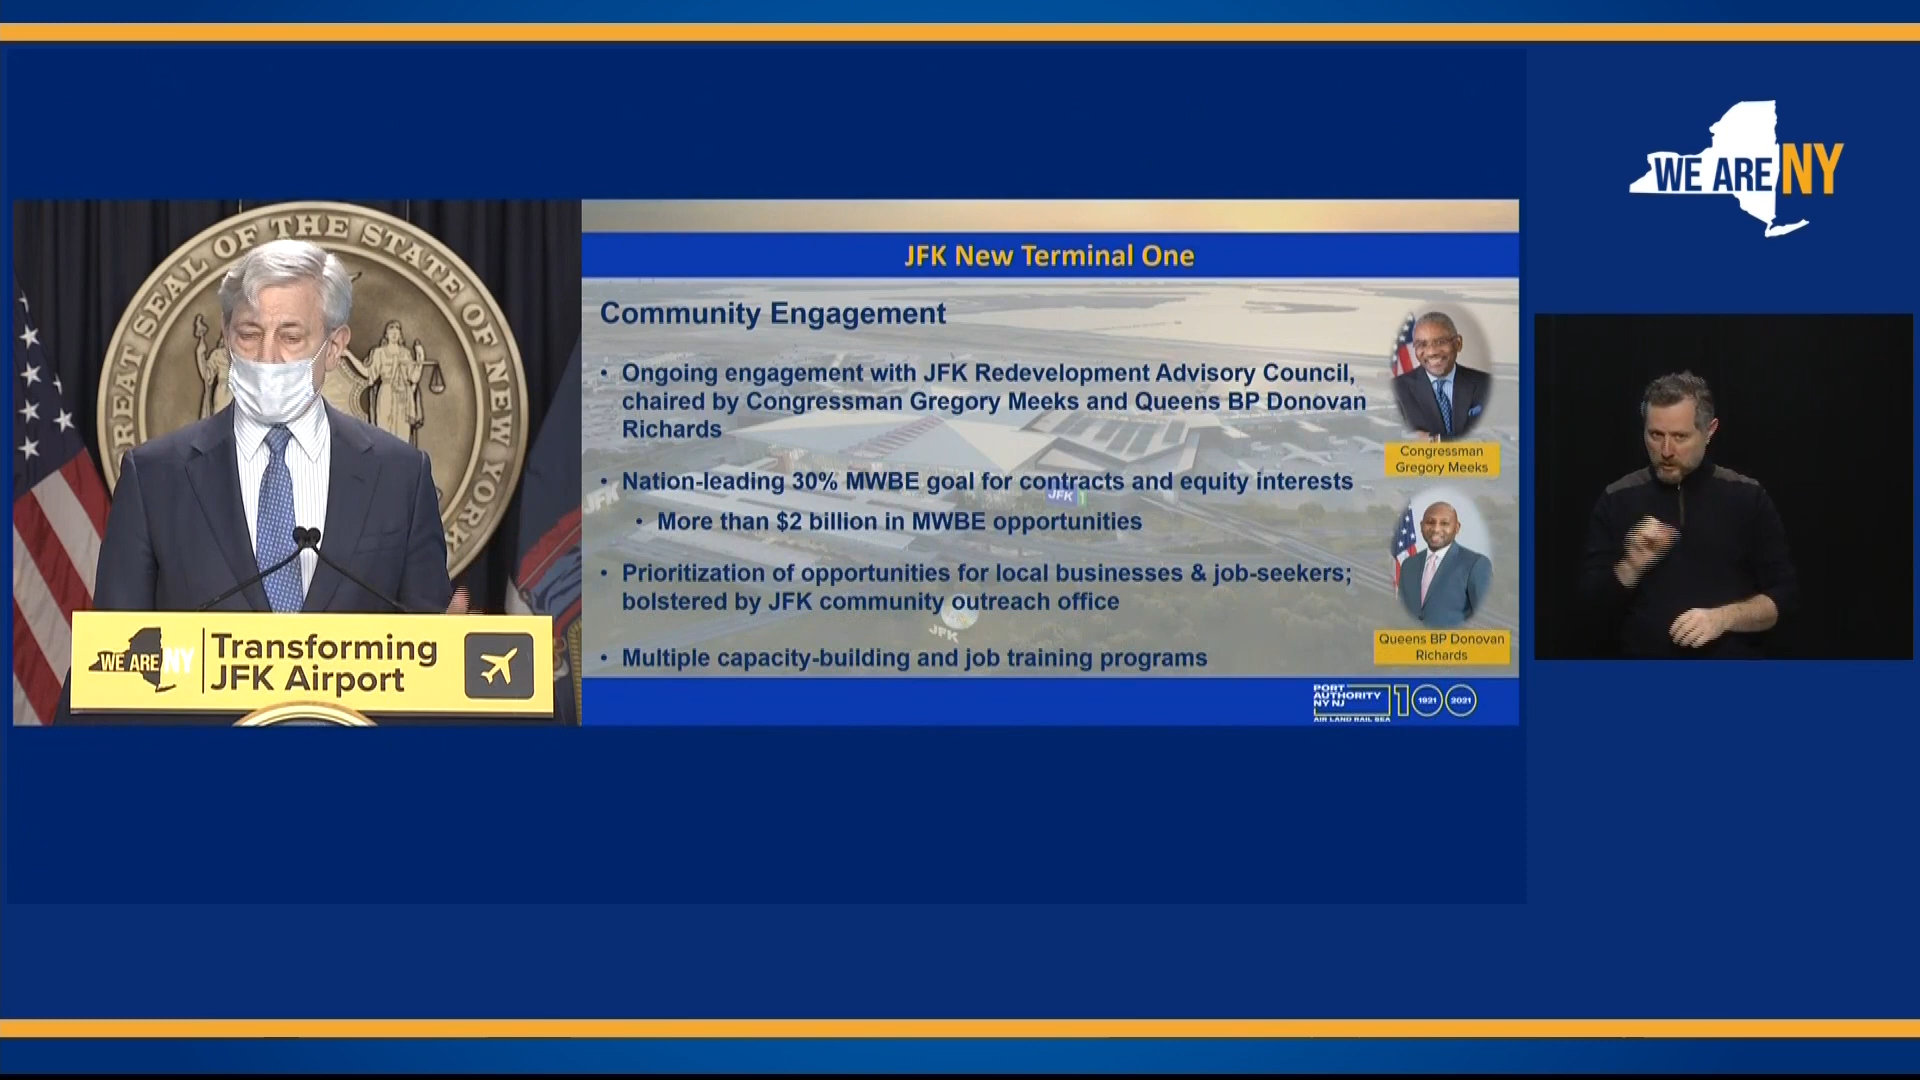 GREAT SEAL OF THE STATE OF NEW YORK
WE ARE NY
Transforming
JFK Airport
JFK New Terminal One
Community Engagement
• Ongoing engagement with JFK Redevelopment Advisory Council,
chaired by Congressman Gregory Meeks and Queens BP Donovan
Richards
• Nation-leading 30% MWBE goal for contracts and equity interests
• More than $2 billion in MWBE opportunities
• Prioritization of opportunities for local businesses & job-seekers;
bolstered by JFK community outreach office
• Multiple capacity-building and job training programs
JFK
JFK 1
JFK
Congressman
Gregory Meeks
Queens BP Donovan
Richards
PORT
AUTHORITY
NY NJ
AIR LAND RAIL SEA
100
1921
2021
WE ARE NY